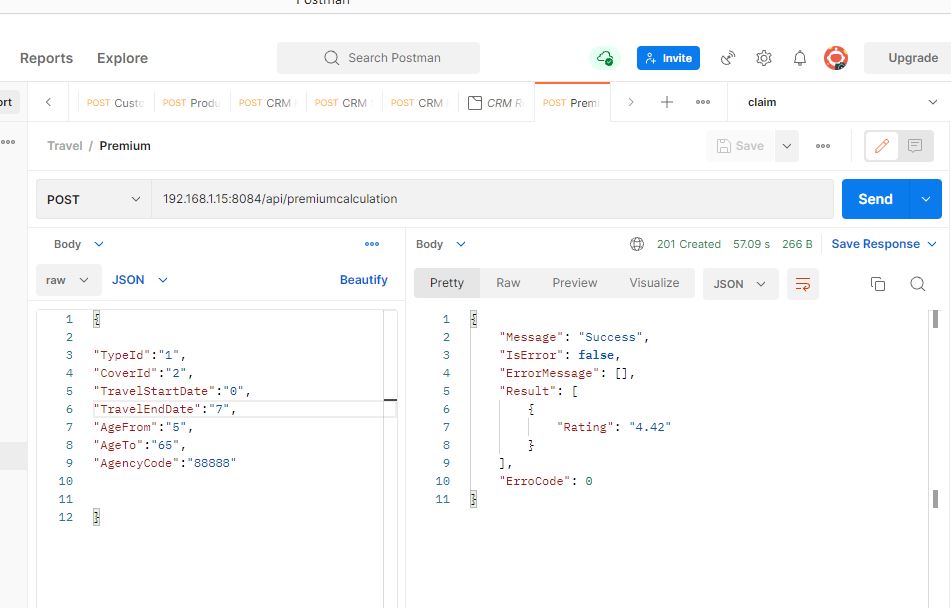 Postman
Reports Explore Search Postman Invite Upgrade
ort POST Custo POST Produ POST CRM POST CRM POST CRM CRM R POST Premi claim
Travel / Premium Save
POST 192.168.1.15:8084/api/premiumcalculation Send
Body Body 201 Created 57.09 s 266 B Save Response
raw JSON Beautify Pretty Raw Preview Visualize JSON
1 {
2
3 "TypeId":"1",
4 "CoverId":"2",
5 "TravelStartDate":"0",
6 "TravelEndDate":"7",
7 "AgeFrom":"5",
8 "AgeTo":"65",
9 "AgencyCode":"88888"
10
11
12 }
1 {
2 "Message": "Success",
3 "IsError": false,
4 "ErrorMessage": [],
5 "Result": [
6 {
7 "Rating": "4.42"
8 }
9 ],
10 "ErroCode": 0
11 }